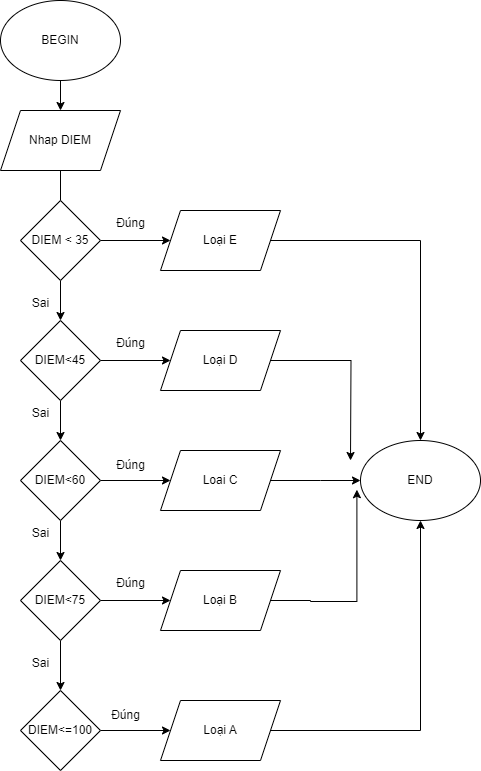 BEGIN
Nhap DIEM
DIEM < 35
Đúng
Loại E
Sai
DIEM<45
Đúng
Loại D
Sai
DIEM<60
Đúng
Loai C
END
Sai
DIEM<75
Đúng
Loại B
Sai
DIEM<=100
Đúng
Loại A